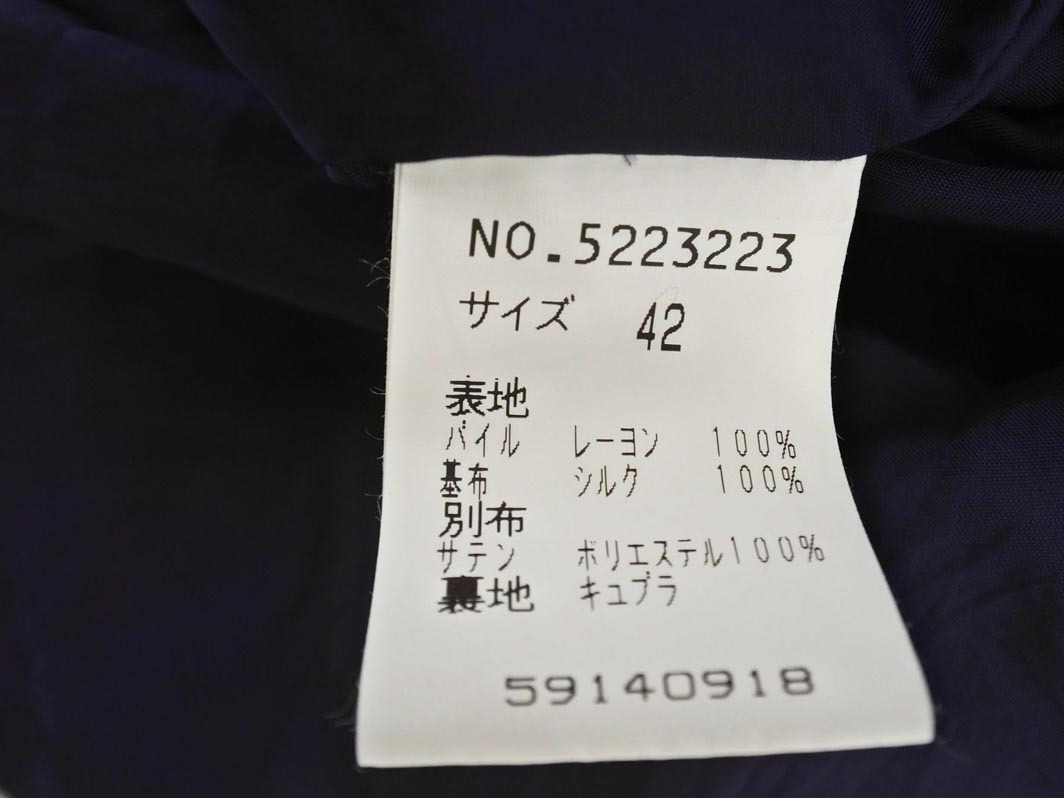 NO.5223223
サイズ 42
表地
パイル レーヨン 100%
基布 シルク 100%
別布
サテン ポリエステル100%
裏地 キュプラ
59140918